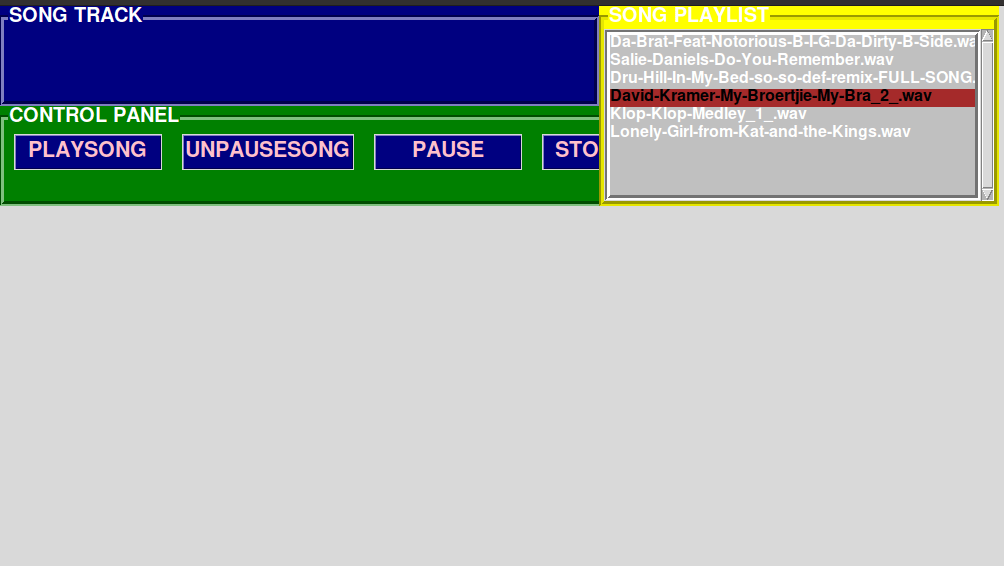 SONG TRACK
CONTROL PANEL
PLAYSONG
UNPAUSESONG
PAUSE
STO
SONG PLAYLIST
Da-Brat-Feat-Notorious-B-I-G-Da-Dirty-B-Side.wa
Salie-Daniels-Do-You-Remember.wav
Dru-Hill-In-My-Bed-so-so-def-remix-FULL-SONG.
David-Kramer-My-Broertjie-My-Bra_2_.wav
Klop-Klop-Medley_1_.wav
Lonely-Girl-from-Kat-and-the-Kings.wav